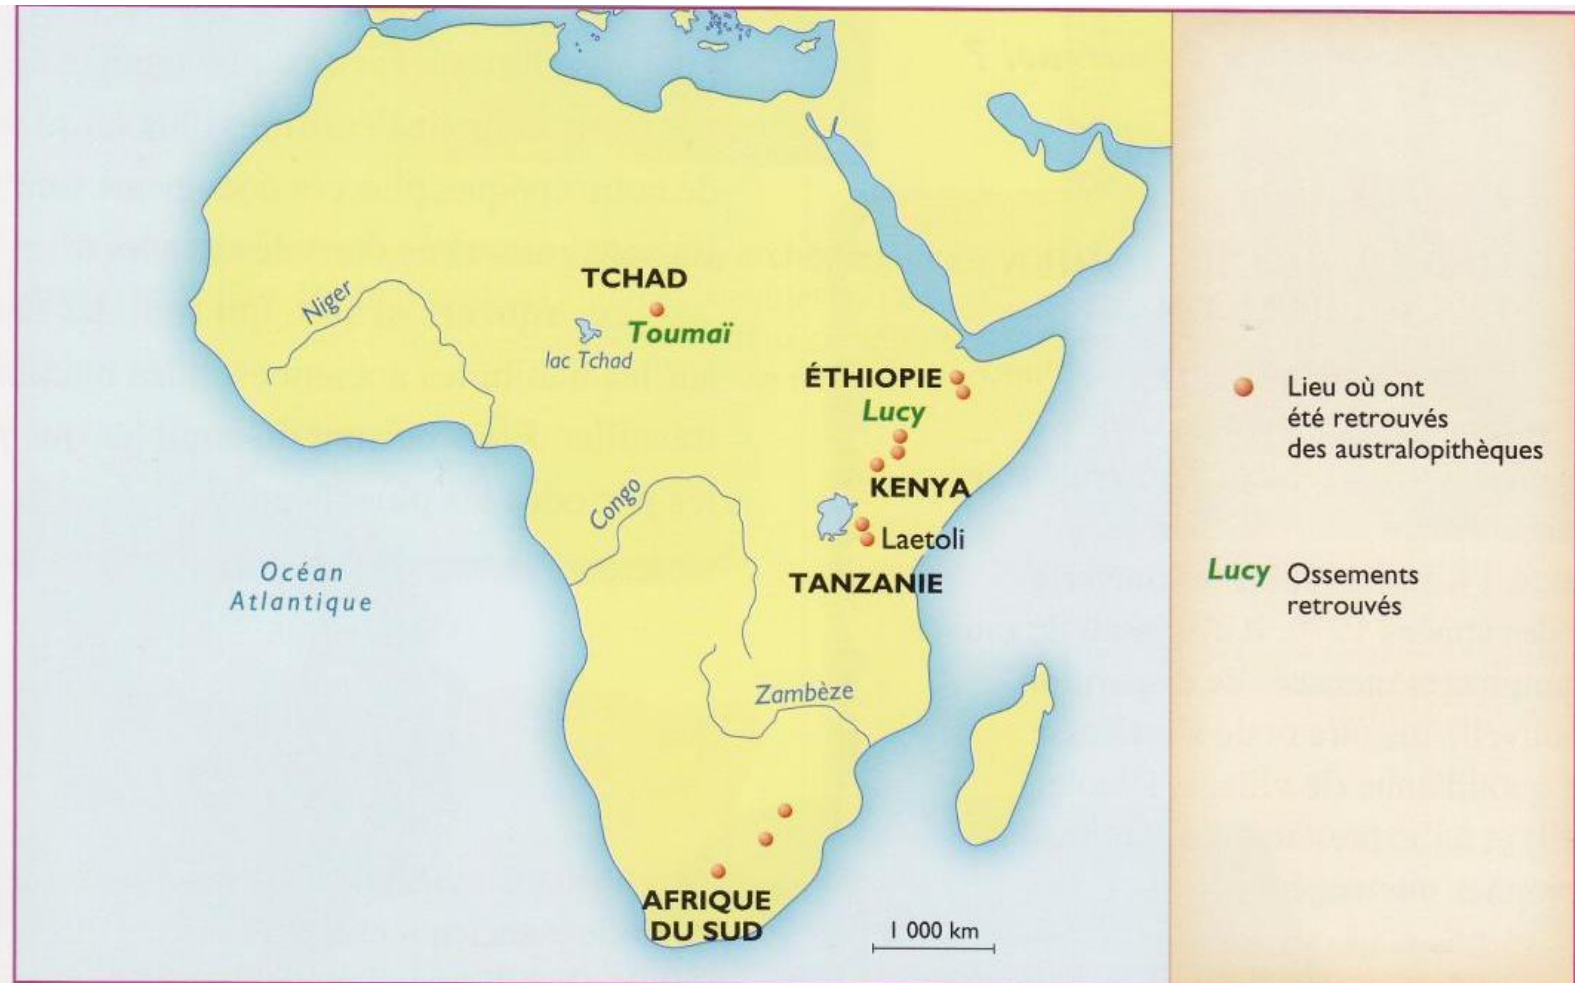 TCHAD
Niger
Toumaï
lac Tchad
ÉTHIOPIE
Lucy
KENYA
Congo
Laetoli
Océan
Atlantique
TANZANIE
Zambèze
AFRIQUE
DU SUD
1 000 km
Lieu où ont
été retrouvés
des australopithèques
Lucy Ossements
retrouvés